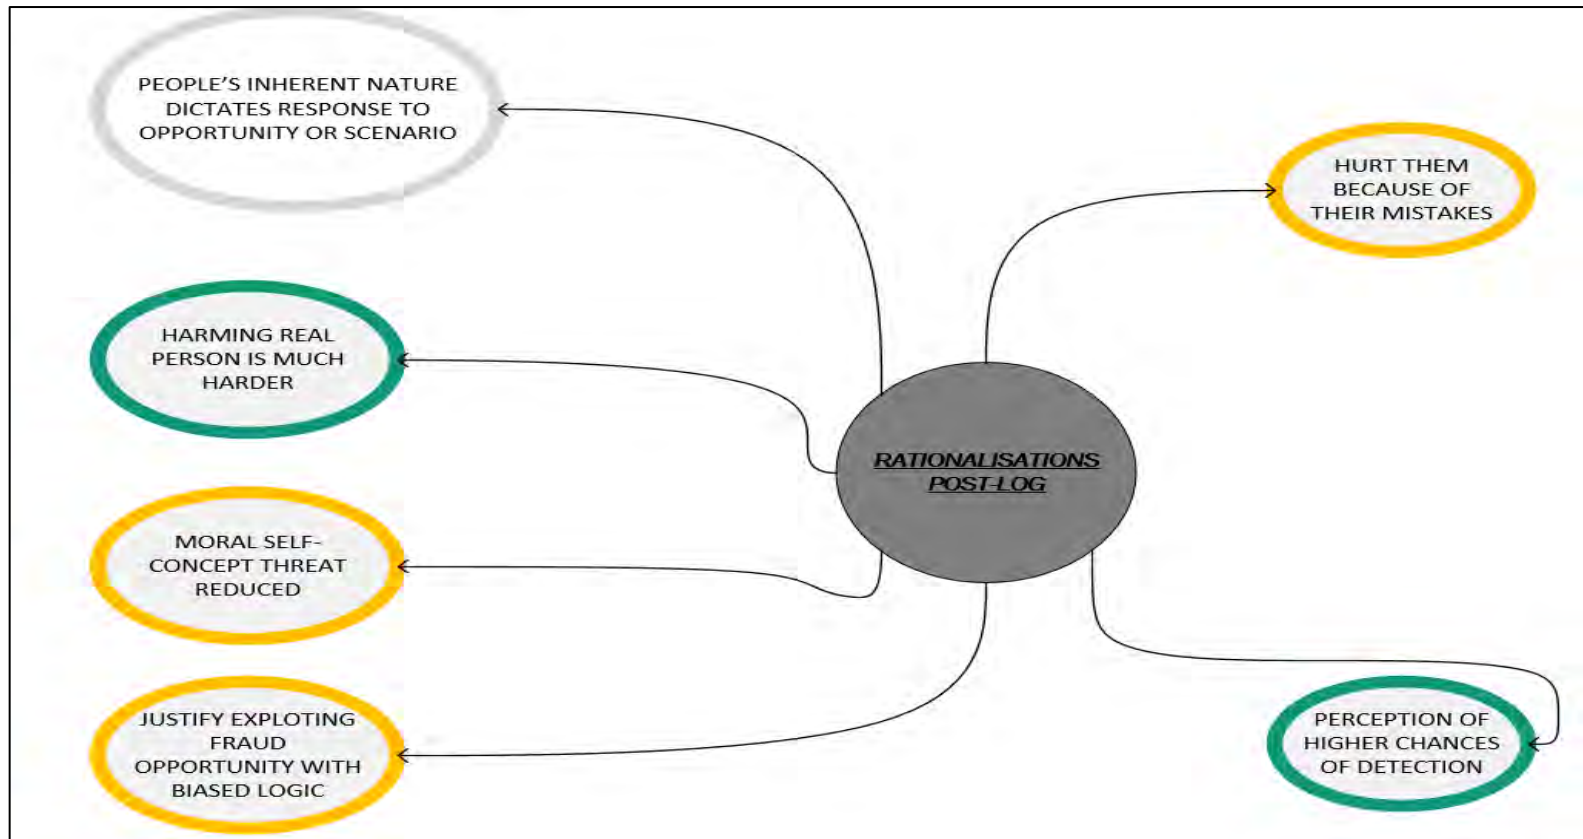 PEOPLE'S INHERENT NATURE
DICTATES RESPONSE TO
OPPORTUNITY OR SCENARIO
HURT THEM
BECAUSE OF
THEIR MISTAKES
HARMING REAL
PERSON IS MUCH
HARDER
RATIONALISATIONS
POST-LOG
MORAL SELF-
CONCEPT THREAT
REDUCED
JUSTIFY EXPLOTING
FRAUD
OPPORTUNITY WITH
BIASED LOGIC
PERCEPTION OF
HIGHER CHANCES
OF DETECTION